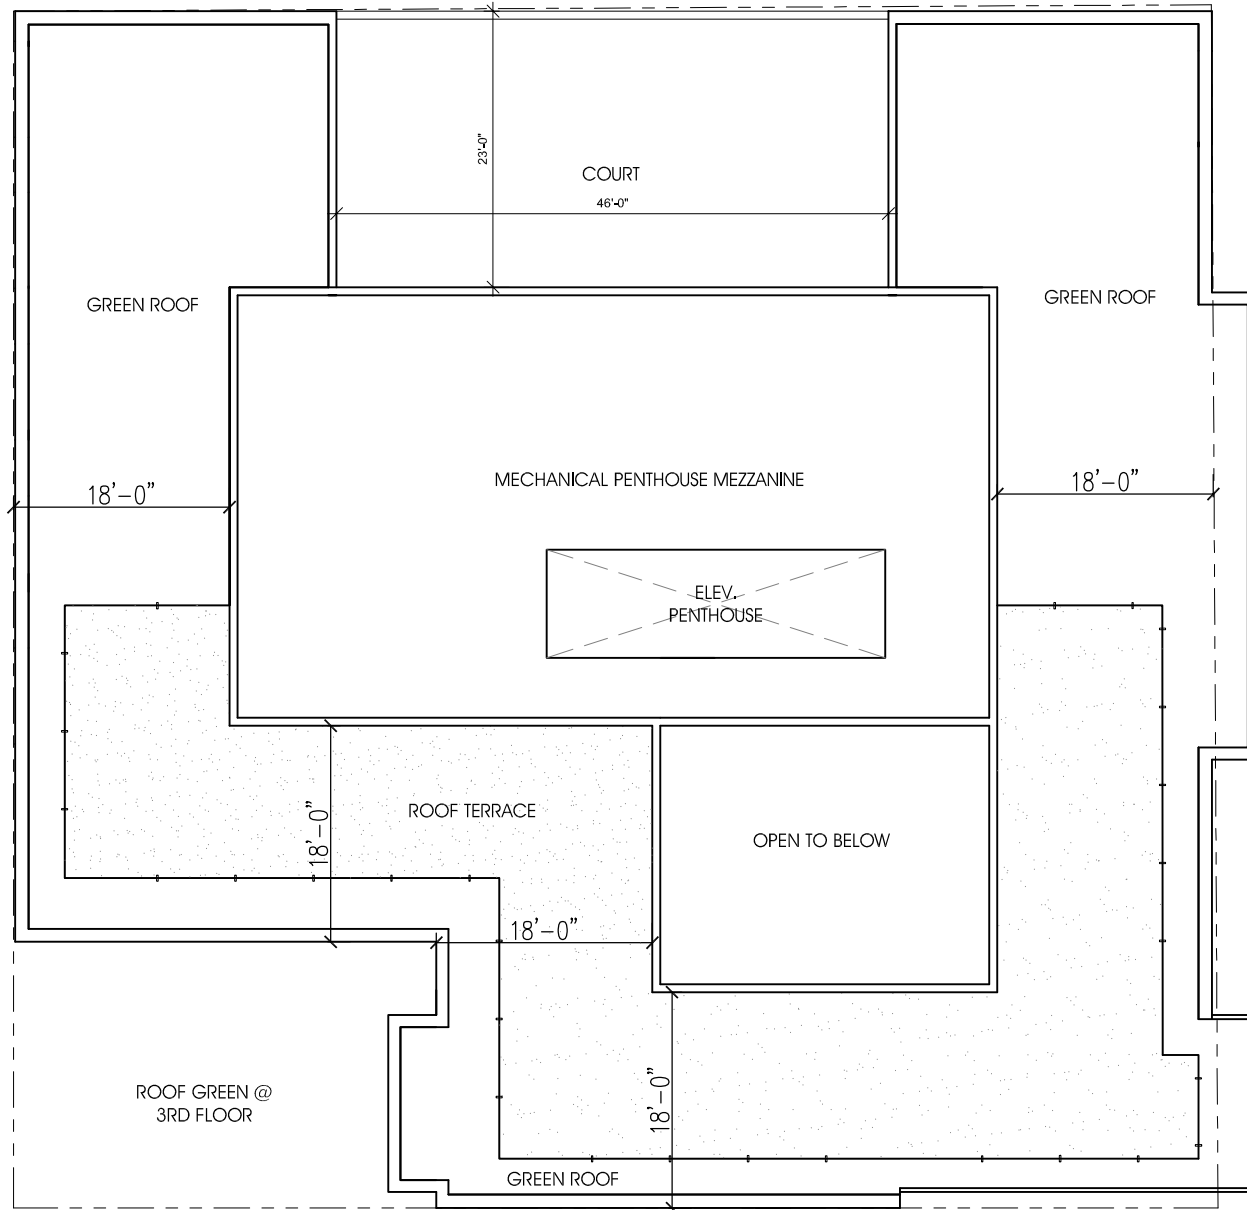 23'-0"
COURT
46'-0"
GREEN ROOF
GREEN ROOF
MECHANICAL PENTHOUSE MEZZANINE
18'-0"
18'-0"
ELEV.
PENTHOUSE
ROOF TERRACE
18'-0"
OPEN TO BELOW
18'-0"
ROOF GREEN @
3RD FLOOR
18'-0"
GREEN ROOF